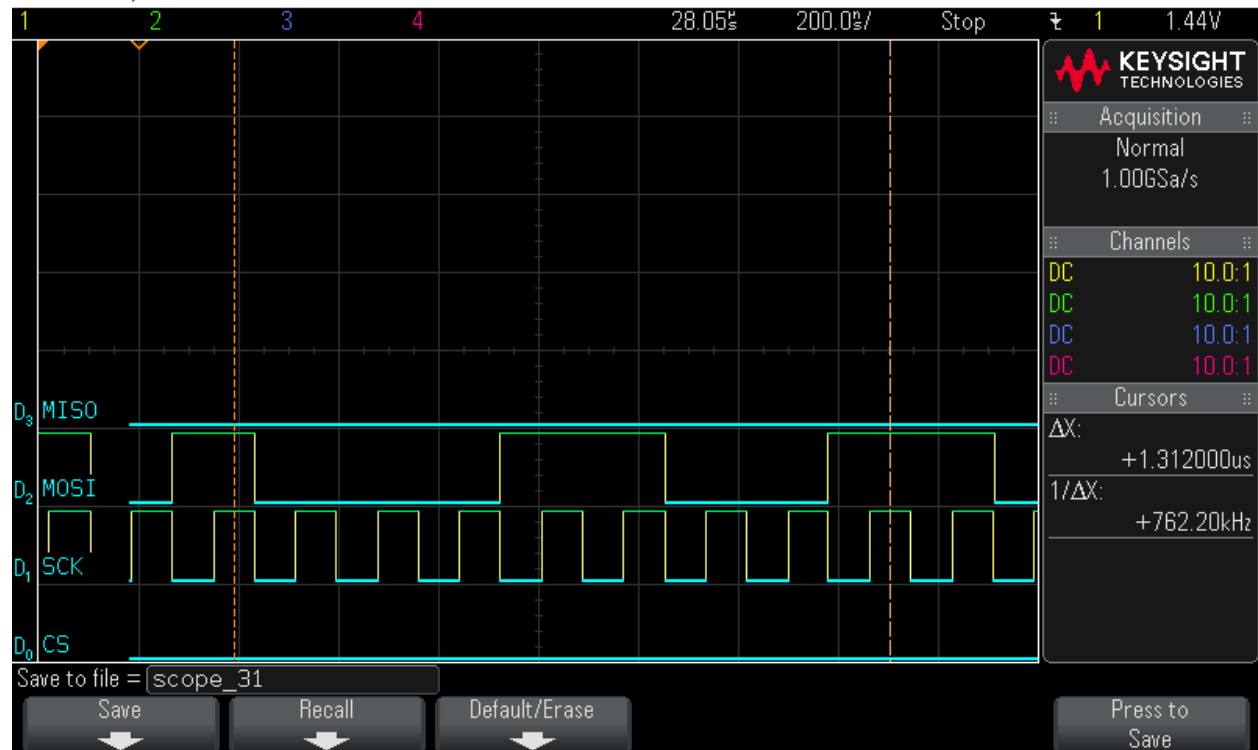 1 2 3 4 28.05µs 200.0ns/ Stop 1 1.44V
KEYSIGHT
TECHNOLOGIES
Acquisition
Normal
1.00GSa/s
Channels
DC 10.0:1
DC 10.0:1
DC 10.0:1
DC 10.0:1
Cursors
ΔX:
+1.312000us
1/ΔX:
+762.20kHz
D3 MISO
D2 MOSI
D1 SCK
D0 CS
Save to file = scope_31
Save Recall Default/Erase Press to
Save